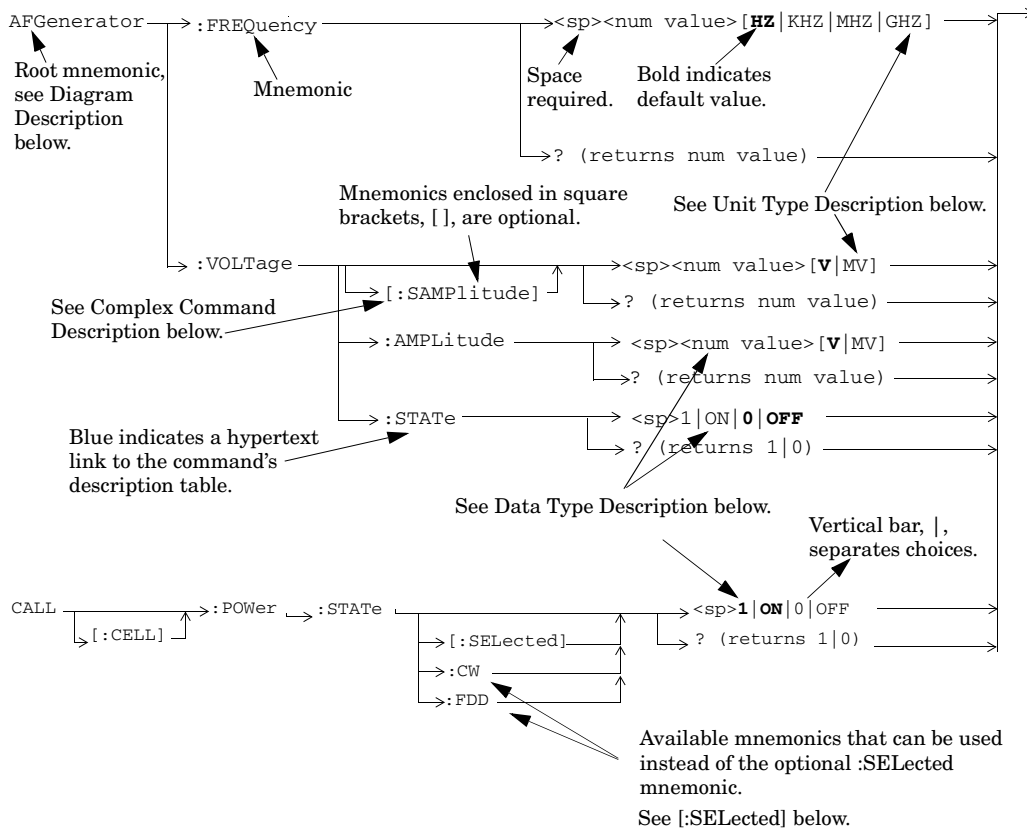 AFGenerator :FREQuency <sp><num value>[HZ|KHZ|MHZ|GHZ]
Root mnemonic,
see Diagram
Description
below.
Mnemonic
Space
required.
Bold indicates
default value.
? (returns num value)
Mnemonics enclosed in square
brackets, [ ], are optional.
See Unit Type Description below.
:VOLTage <sp><num value>[V|MV]
[:SAMPlitude] ? (returns num value)
See Complex Command
Description below.
:AMPLitude <sp><num value>[V|MV]
? (returns num value)
:STATe <sp>1|ON|0|OFF
? (returns 1|0)
Blue indicates a hypertext
link to the command's
description table.
See Data Type Description below.
Vertical bar, |,
separates choices.
CALL :POWer :STATe <sp>1|ON|0|OFF
[:CELL] [:SELected] ? (returns 1|0)
:CW
:FDD
Available mnemonics that can be used
instead of the optional :SELected
mnemonic.
See [:SELected] below.